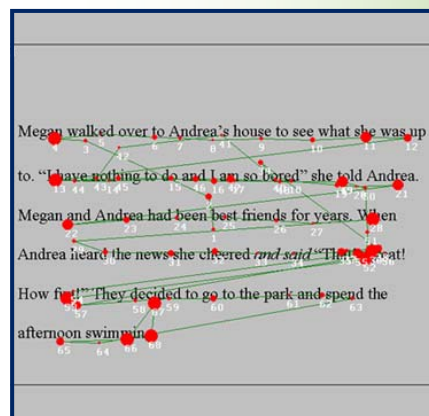 Megan walked over to Andrea's house to see what she was up
to. "I have nothing to do and I am so bored" she told Andrea.
Megan and Andrea had been best friends for years. When
Andrea heard the news she cheered and said "That's great!
How fun!" They decided to go to the park and spend the
afternoon swimming